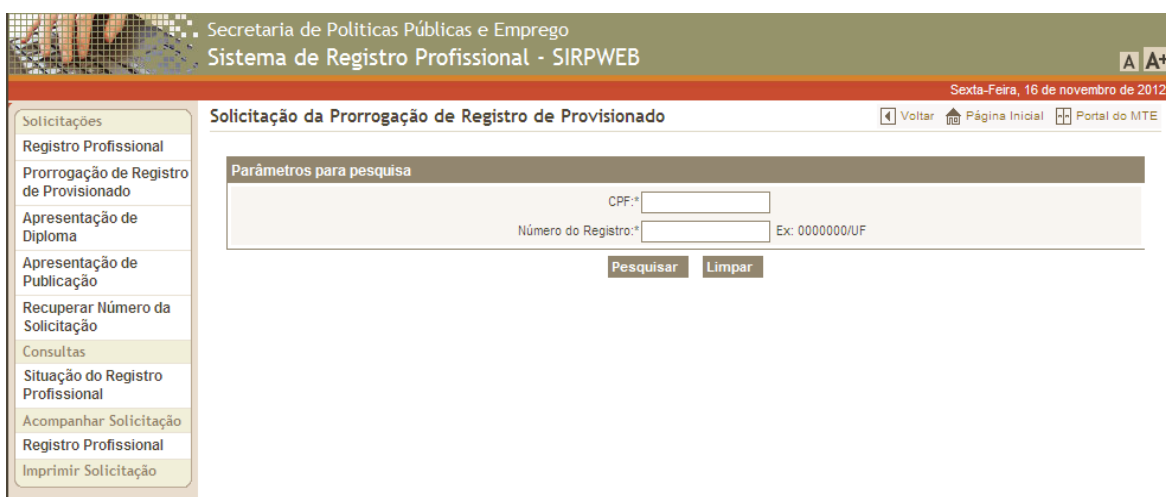 Secretaria de Politicas Públicas e Emprego
Sistema de Registro Profissional - SIRPWEB
A A+
Sexta-Feira, 16 de novembro de 2012
Solicitações
Registro Profissional
Prorrogação de Registro
de Provisionado
Apresentação de
Diploma
Apresentação de
Publicação
Recuperar Número da
Solicitação
Consultas
Situação do Registro
Profissional
Acompanhar Solicitação
Registro Profissional
Imprimir Solicitação
Solicitação da Prorrogação de Registro de Provisionado
Voltar Página Inicial Portal do MTE
Parâmetros para pesquisa
CPF:*
Número do Registro:* Ex: 0000000/UF
Pesquisar Limpar